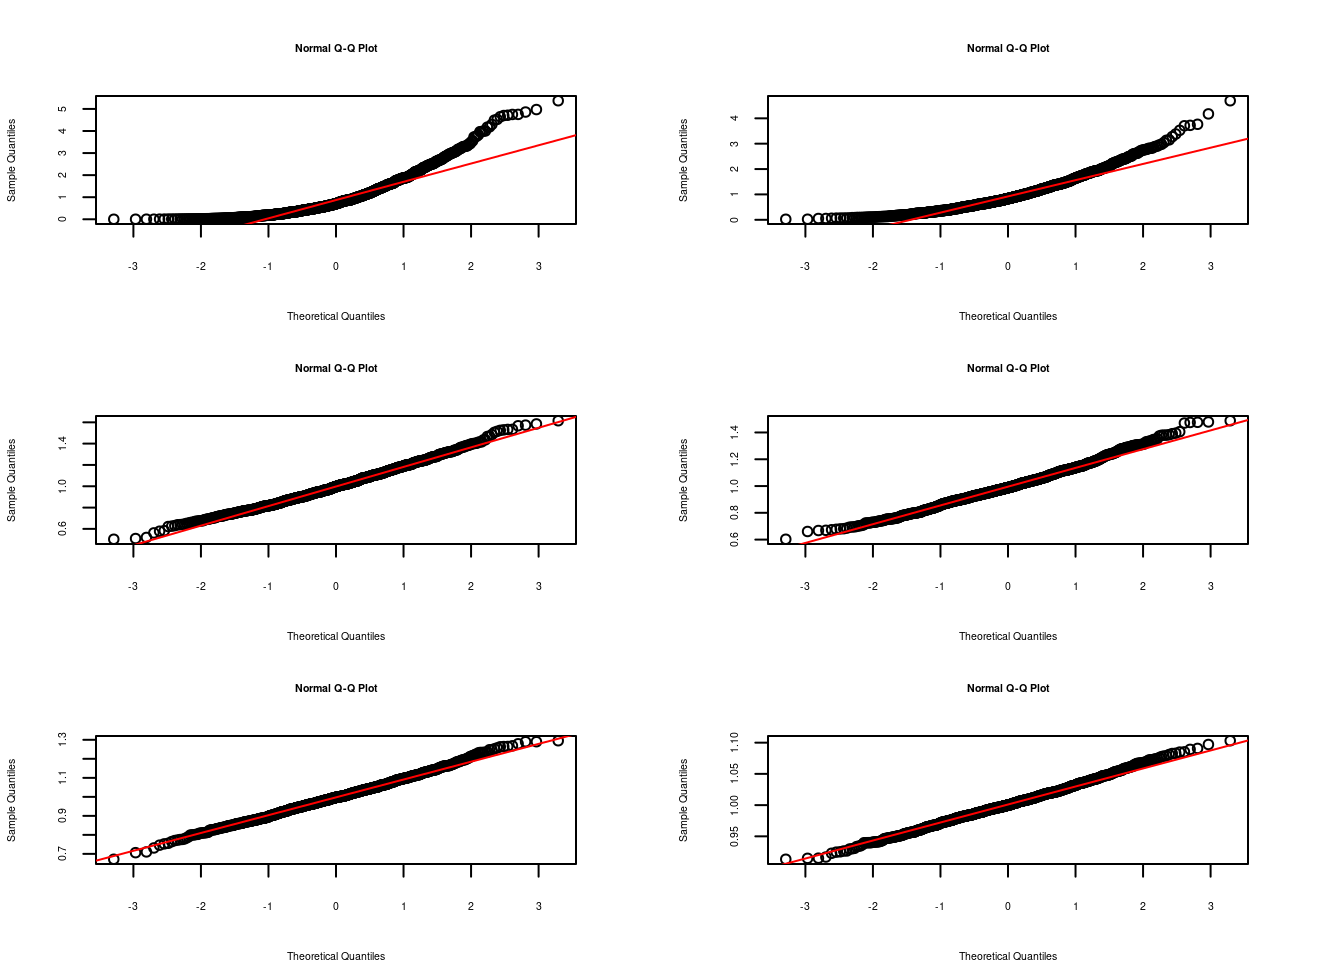 Normal Q-Q Plot
Sample Quantiles
0 1 2 3 4 5
-3 -2 -1 0 1 2 3
Theoretical Quantiles
Normal Q-Q Plot
Sample Quantiles
0 1 2 3 4
-3 -2 -1 0 1 2 3
Theoretical Quantiles
Normal Q-Q Plot
Sample Quantiles
0.6 1.0 1.4
-3 -2 -1 0 1 2 3
Theoretical Quantiles
Normal Q-Q Plot
Sample Quantiles
0.6 0.8 1.0 1.2 1.4
-3 -2 -1 0 1 2 3
Theoretical Quantiles
Normal Q-Q Plot
Sample Quantiles
0.7 0.9 1.1 1.3
-3 -2 -1 0 1 2 3
Theoretical Quantiles
Normal Q-Q Plot
Sample Quantiles
0.95 1.00 1.05 1.10
-3 -2 -1 0 1 2 3
Theoretical Quantiles